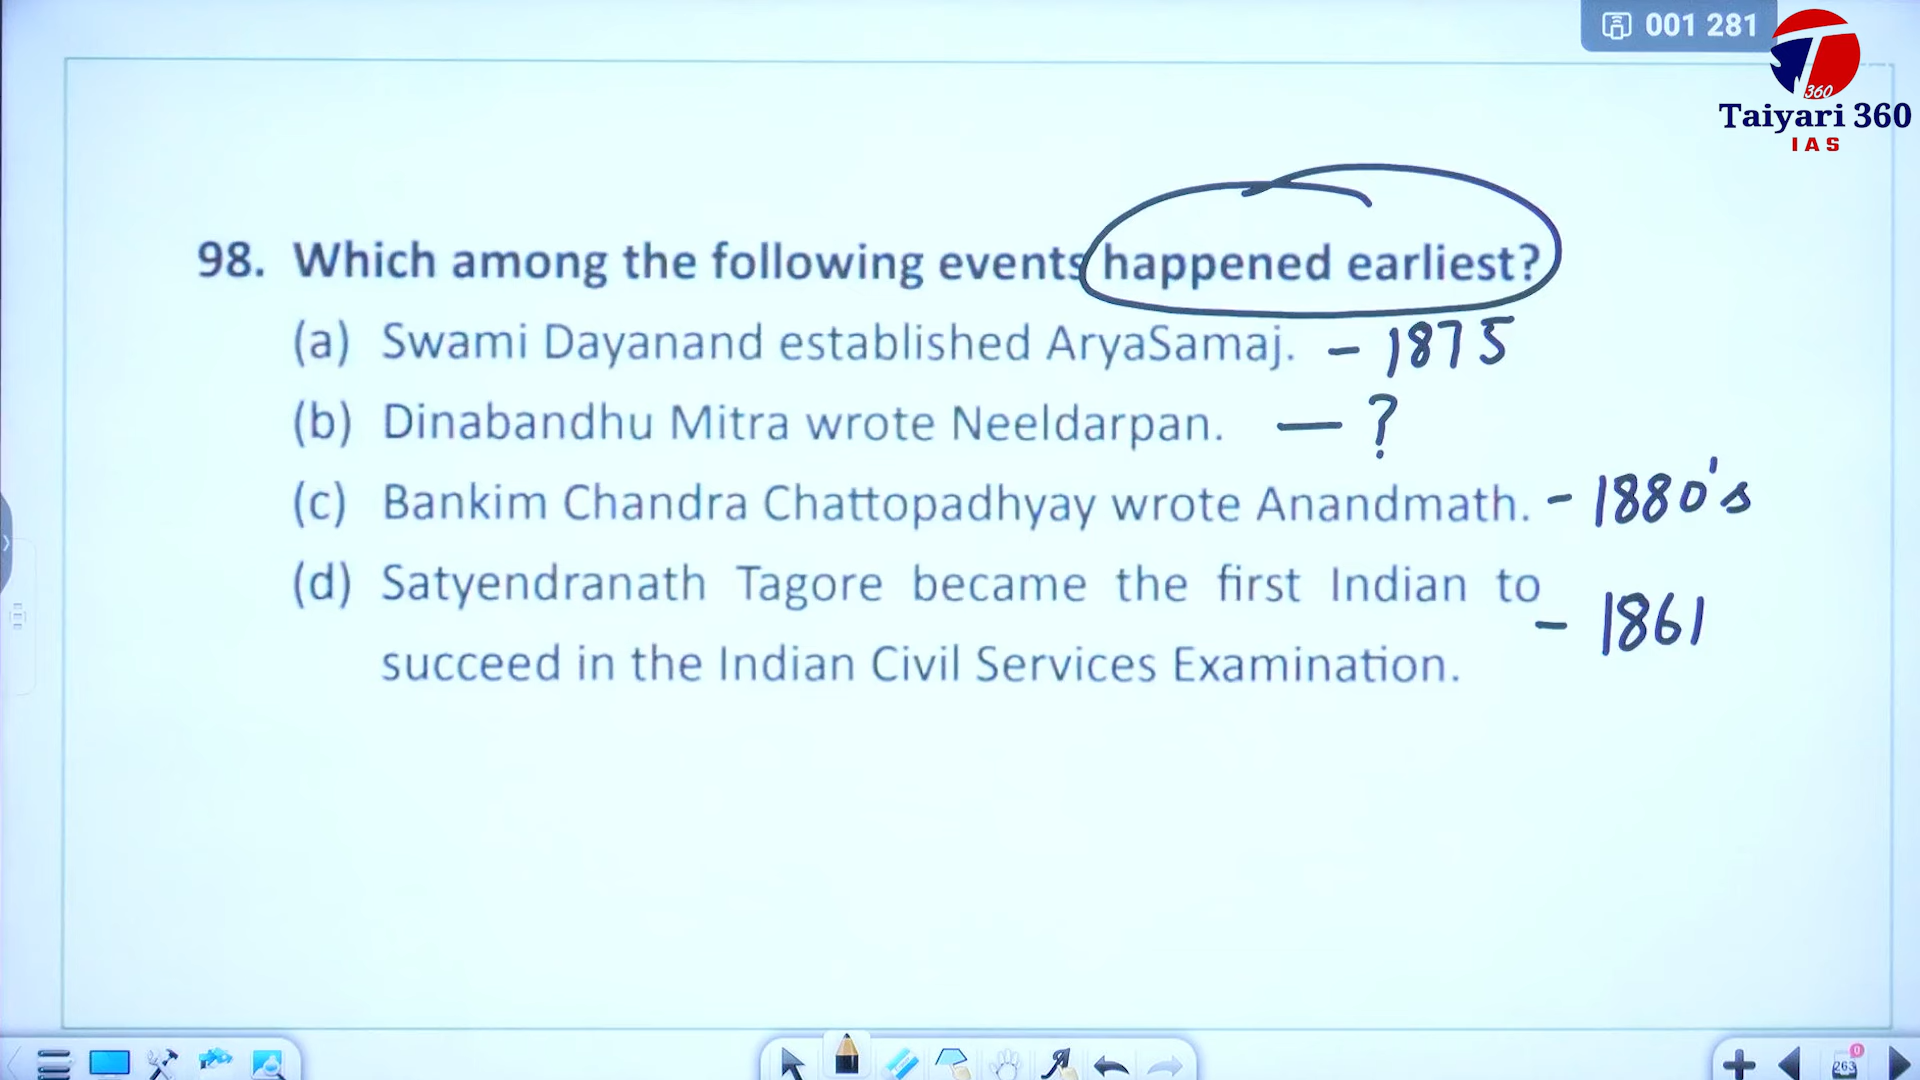 001 281
360
Taiyari 360
IAS
98. Which among the following events happened earliest?
(a) Swami Dayanand established AryaSamaj. - 1875
(b) Dinabandhu Mitra wrote Neeldarpan. — ?
(c) Bankim Chandra Chattopadhyay wrote Anandmath. - 1880's
(d) Satyendranath Tagore became the first Indian to
succeed in the Indian Civil Services Examination. - 1861
0
263